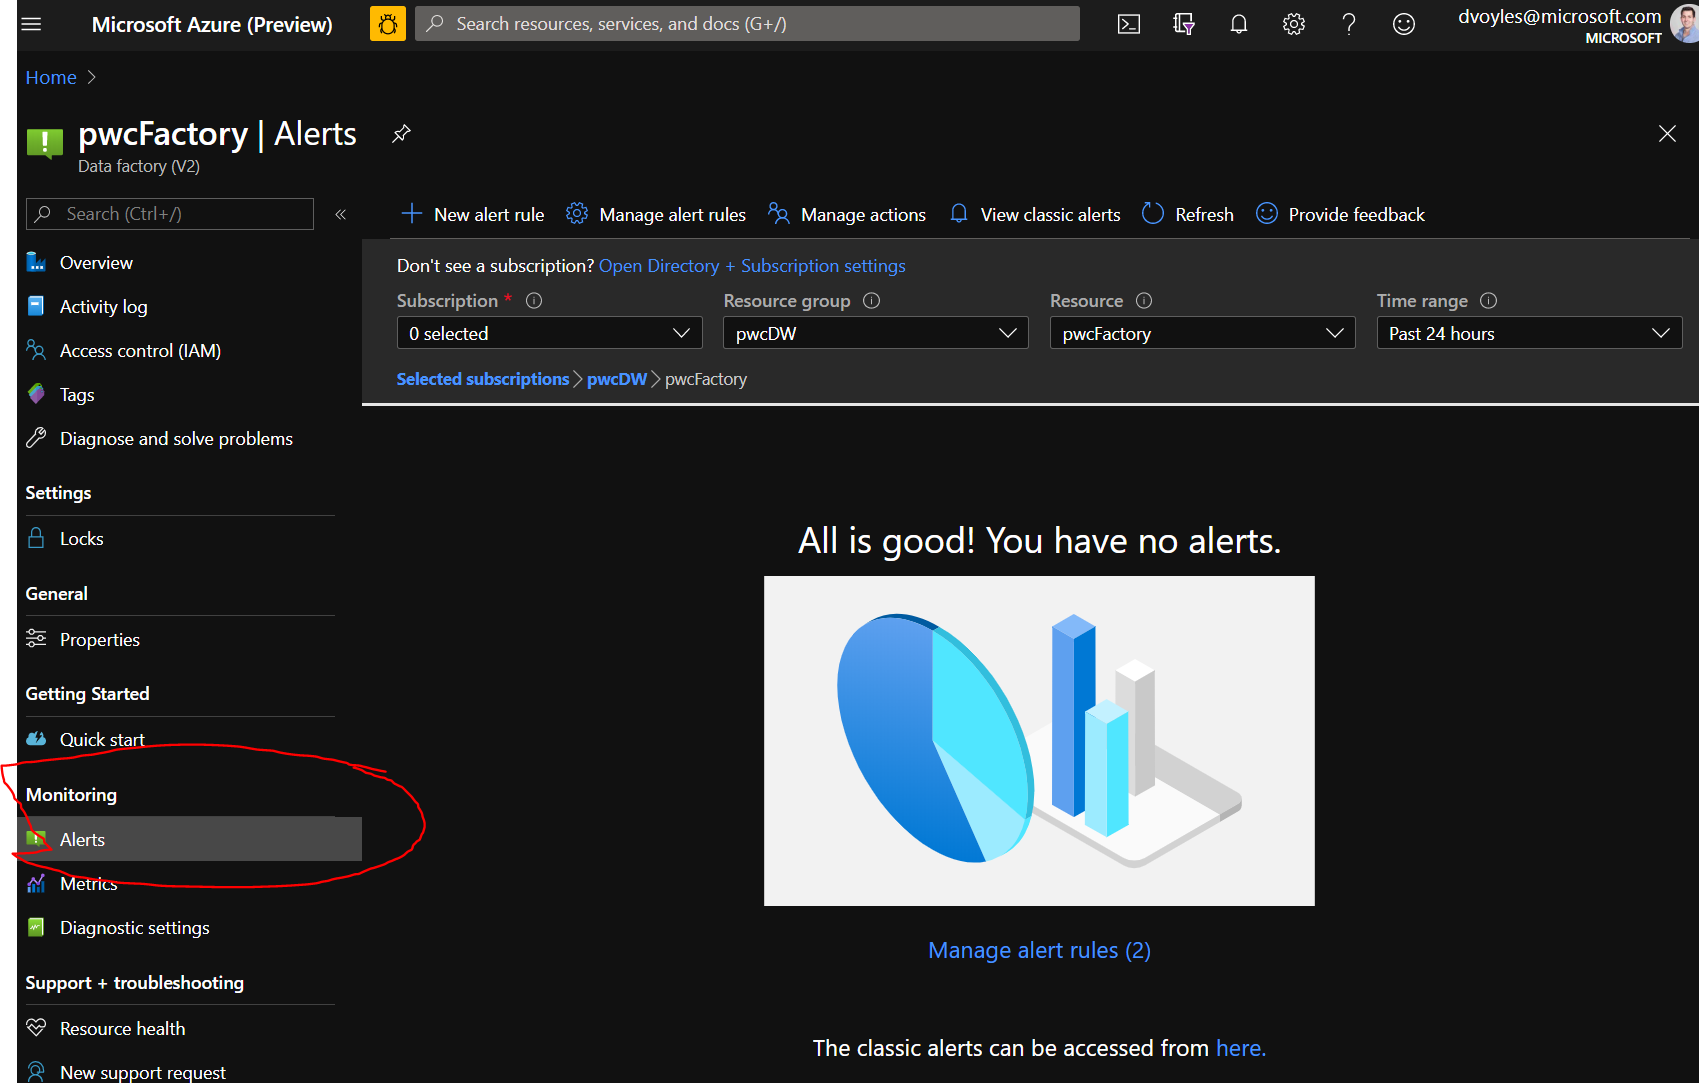 Microsoft Azure (Preview)
Search resources, services, and docs (G+/)
dvoyles@microsoft.com
MICROSOFT
Home
pwcFactory | Alerts
Data factory (V2)
Search (Ctrl+/)
Overview
Activity log
Access control (IAM)
Tags
Diagnose and solve problems
Settings
Locks
General
Properties
Getting Started
Quick start
Monitoring
Alerts
Metrics
Diagnostic settings
Support + troubleshooting
Resource health
New support request
New alert rule
Manage alert rules
Manage actions
View classic alerts
Refresh
Provide feedback
Don't see a subscription? Open Directory + Subscription settings
Subscription *
0 selected
Resource group
pwcDW
Resource
pwcFactory
Time range
Past 24 hours
Selected subscriptions > pwcDW > pwcFactory
All is good! You have no alerts.
Manage alert rules (2)
The classic alerts can be accessed from here.